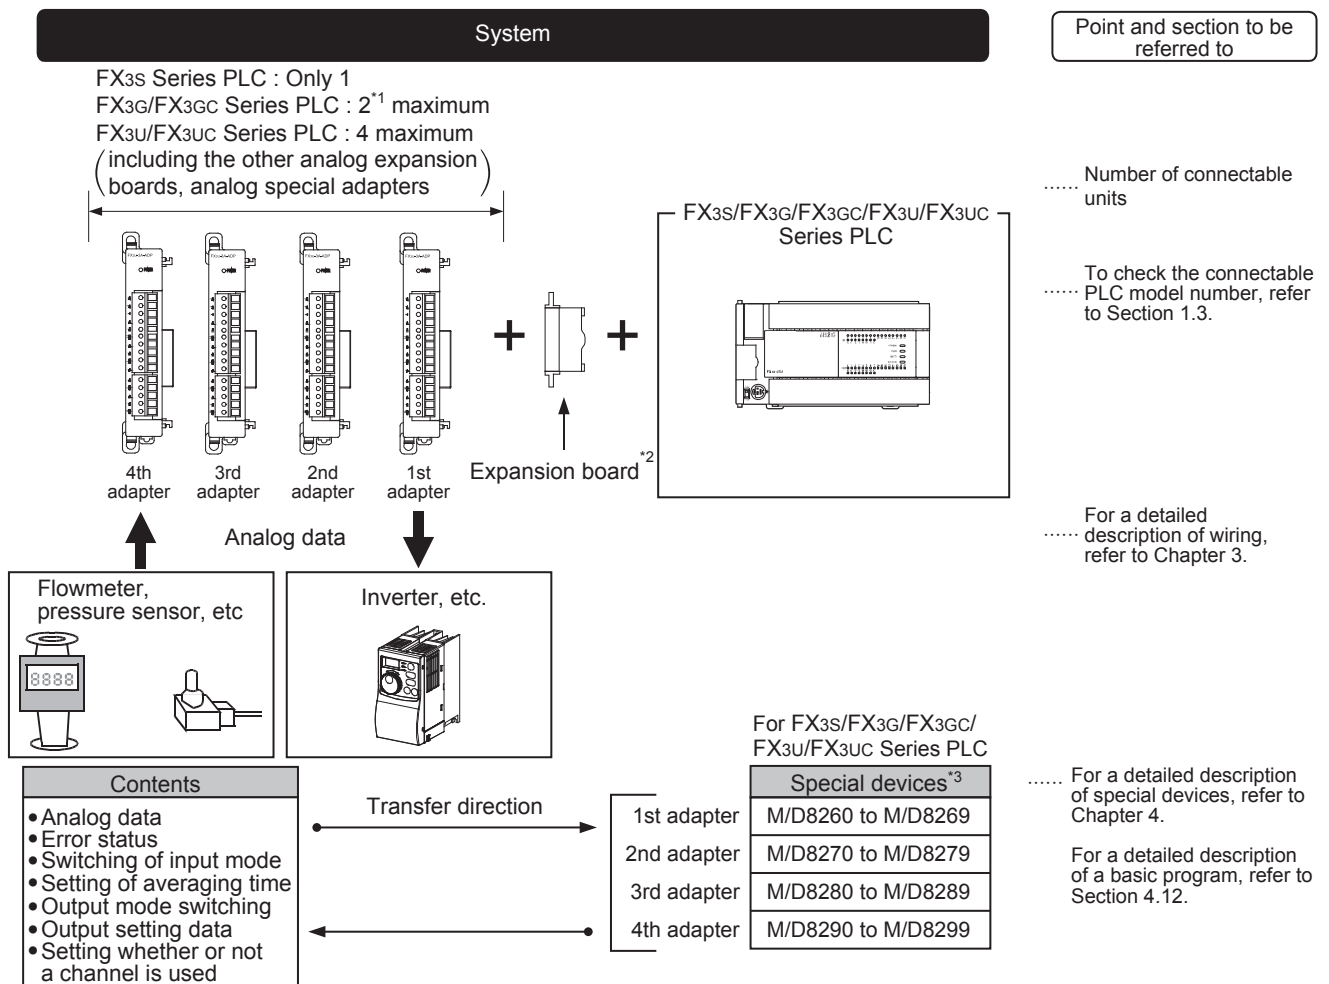 System
Point and section to be
referred to
FX3S Series PLC : Only 1
FX3G/FX3GC Series PLC : 2*1 maximum
FX3U/FX3UC Series PLC : 4 maximum
(including the other analog expansion
boards, analog special adapters)
...... Number of connectable
units
FX3S/FX3G/FX3GC/FX3U/FX3UC
Series PLC
...... To check the connectable
PLC model number, refer
to Section 1.3.
+
+
POWER
POWER
POWER
POWER
4th
adapter
3rd
adapter
2nd
adapter
1st
adapter
Expansion board*2
Analog data
...... For a detailed
description of wiring,
refer to Chapter 3.
Flowmeter,
pressure sensor, etc
8888
Inverter, etc.
For FX3S/FX3G/FX3GC/
FX3U/FX3UC Series PLC
Contents
• Analog data
• Error status
• Switching of input mode
• Setting of averaging time
• Output mode switching
• Output setting data
• Setting whether or not
a channel is used
Transfer direction
Special devices*3
1st adapter M/D8260 to M/D8269
2nd adapter M/D8270 to M/D8279
3rd adapter M/D8280 to M/D8289
4th adapter M/D8290 to M/D8299
...... For a detailed description
of special devices, refer to
Chapter 4.
For a detailed description
of a basic program, refer to
Section 4.12.